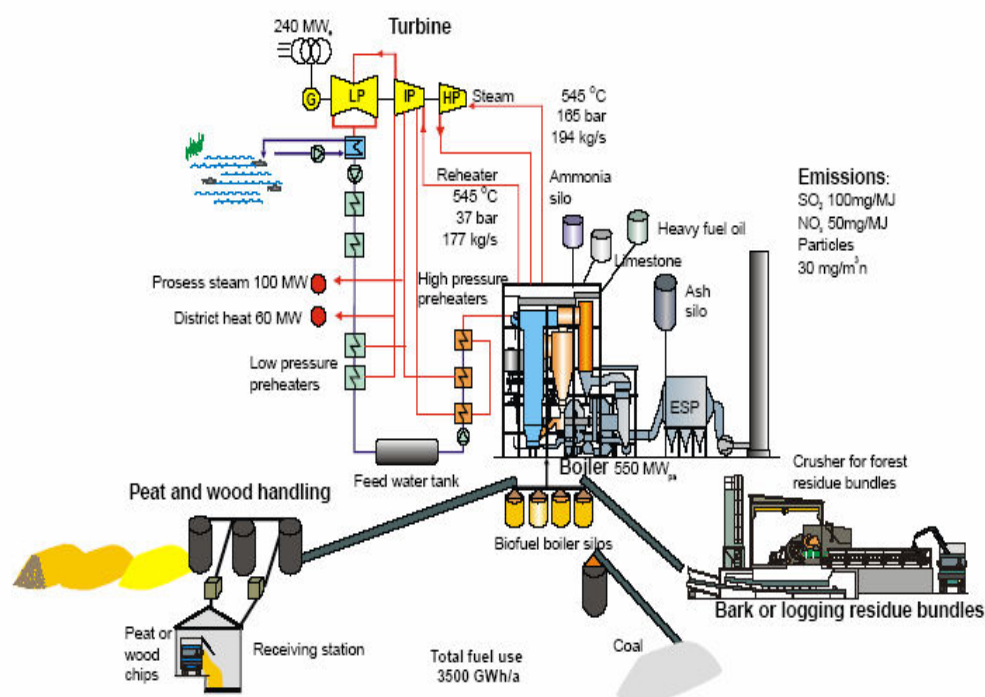 240 MWe
Turbine
G
LP
IP
HP
Steam
545 °C
165 bar
194 kg/s
Reheater
545 °C
37 bar
177 kg/s
Ammonia
silo
Heavy fuel oil
Limestone
Emissions:
SO₂ 100mg/MJ
NOx 50mg/MJ
Particles
30 mg/m³n
Prosess steam 100 MW
High pressure
preheaters
Ash
silo
District heat 60 MW
Low pressure
preheaters
ESP
Feed water tank
Boiler 550 MW
Peat and wood handling
Crusher for forest
residue bundles
Biofuel boiler silos
Bark or logging residue bundles
Peat or
wood
chips
Receiving station
Total fuel use
3500 GWh/a
Coal